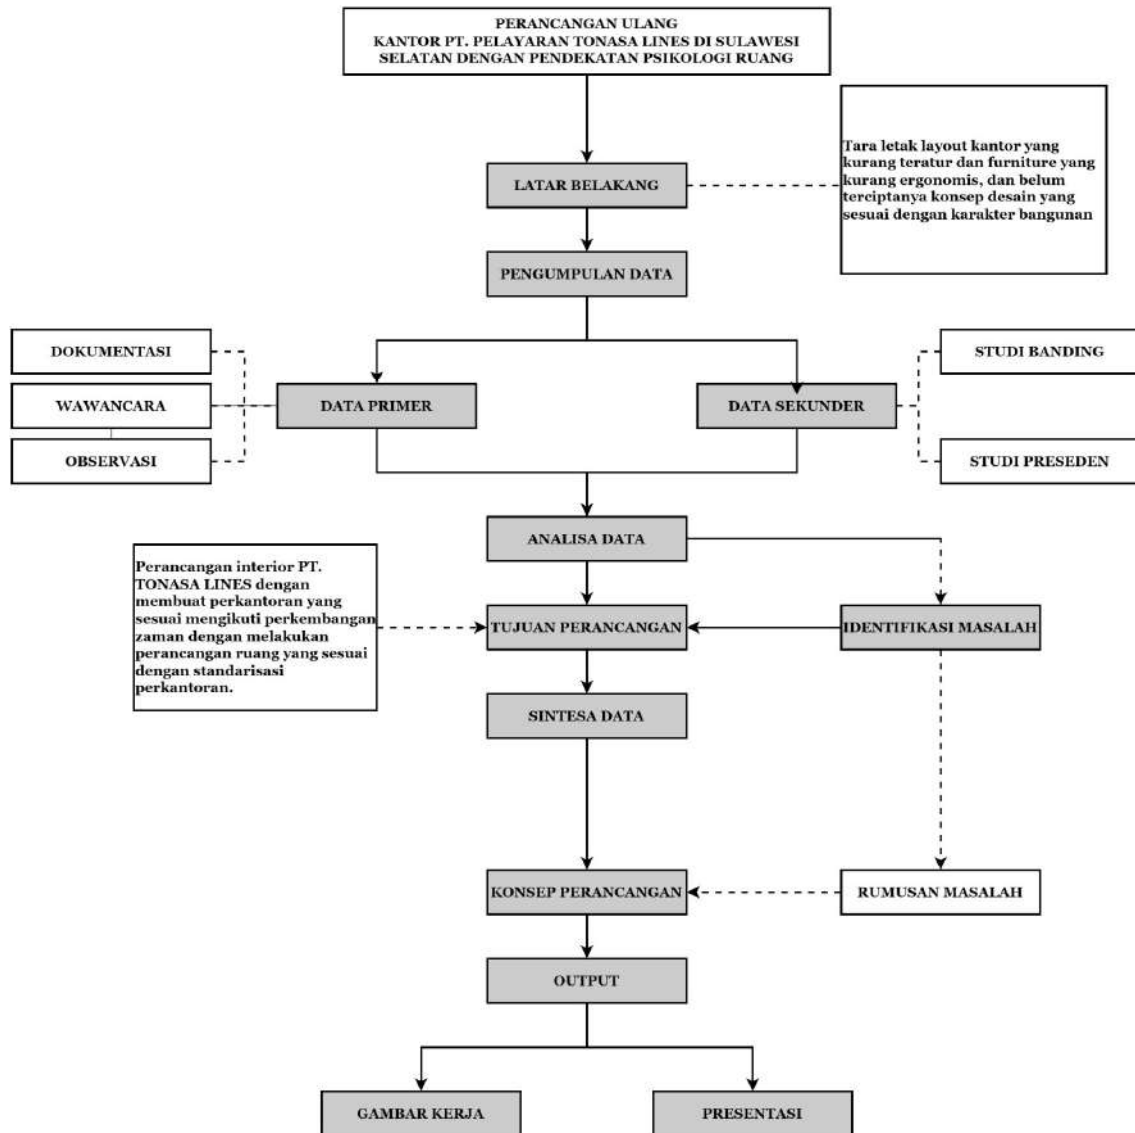 PERANCANGAN ULANG
KANTOR PT. PELAYARAN TONASA LINES DI SULAWESI
SELATAN DENGAN PENDEKATAN PSIKOLOGI RUANG
Tara letak layout kantor yang
kurang teratur dan furniture yang
kurang ergonomis, dan belum
terciptanya konsep desain yang
sesuai dengan karakter bangunan
LATAR BELAKANG
PENGUMPULAN DATA
DOKUMENTASI
WAWANCARA
OBSERVASI
DATA PRIMER
DATA SEKUNDER
STUDI BANDING
STUDI PRESEDEN
ANALISA DATA
Perancangan interior PT.
TONASA LINES dengan
membuat perkantoran yang
sesuai mengikuti perkembangan
zaman dengan melakukan
perancangan ruang yang sesuai
dengan standarisasi
perkantoran.
TUJUAN PERANCANGAN
IDENTIFIKASI MASALAH
SINTESA DATA
KONSEP PERANCANGAN
RUMUSAN MASALAH
OUTPUT
GAMBAR KERJA
PRESENTASI